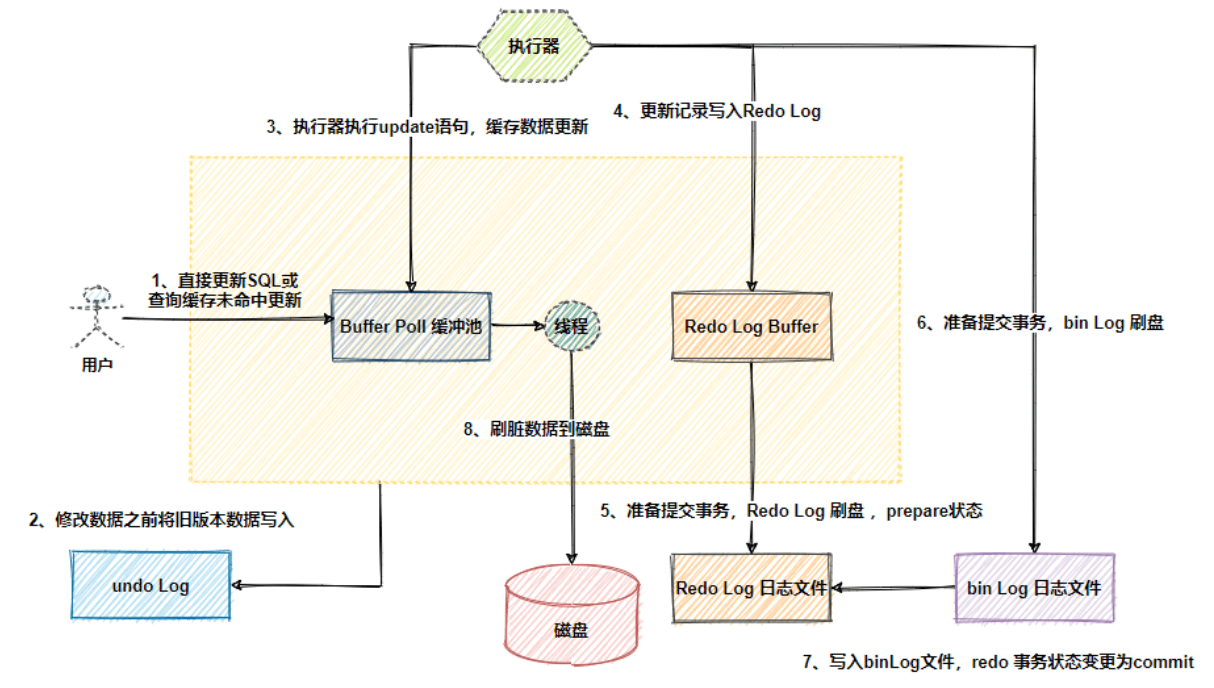 执行器
3、执行器执行update语句，缓存数据更新
4、更新记录写入Redo Log
1、直接更新SQL或
查询缓存未命中更新
用户
Buffer Poll 缓冲池
线程
Redo Log Buffer
6、准备提交事务，bin Log 刷盘
8、刷脏数据到磁盘
2、修改数据之前将旧版本数据写入
5、准备提交事务，Redo Log 刷盘 ，prepare状态
undo Log
磁盘
Redo Log 日志文件
bin Log 日志文件
7、写入binLog文件，redo 事务状态变更为commit